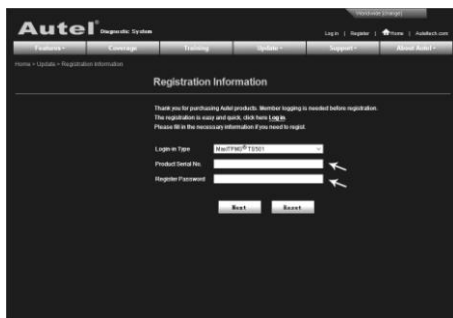 Worldwide [change]
Autel Diagnostic System
Log in | Register | Home | Auteltech.com
Features Coverage Training Update Support About Autel
Home > Update > Registration Information
Registration Information
Thank you for purchasing Autel products. Member logging is needed before registration.
The registration is easy and quick, click here Log in.
Please fill in the necessary information if you need to regist.
Login in Type MaxiTPMS® TS501
Product Serial No.
Register Password
Next Reset